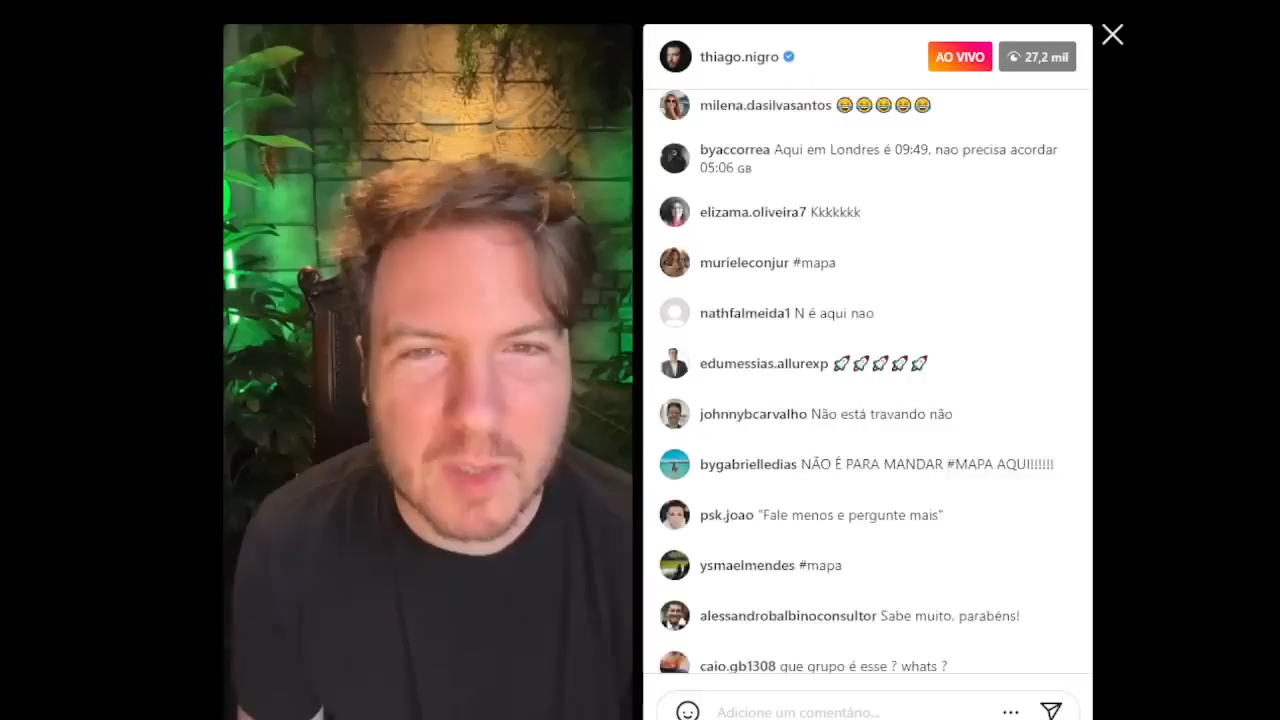 thiago.nigro
AO VIVO
27,2 mil
milena.dasilvasantos 😂😂😂😂😂
byaccorrea Aqui em Londres é 09:49, nao precisa acordar
05:06 GB
elizama.oliveira7 Kkkkkkk
murieleconjur #mapa
nathfalmeida1 N é aqui nao
edumessias.allurexp 🚀🚀🚀🚀🚀
johnnybcarvalho Não está travando não
bygabrielledias NÃO É PARA MANDAR #MAPA AQUI!!!!!!
psk.joao "Fale menos e pergunte mais"
ysmaelmendes #mapa
alessandrobalbinoconsultor Sabe muito, parabéns!
caio.gb1308 que grupo é esse ? whats ?
Adicione um comentário...